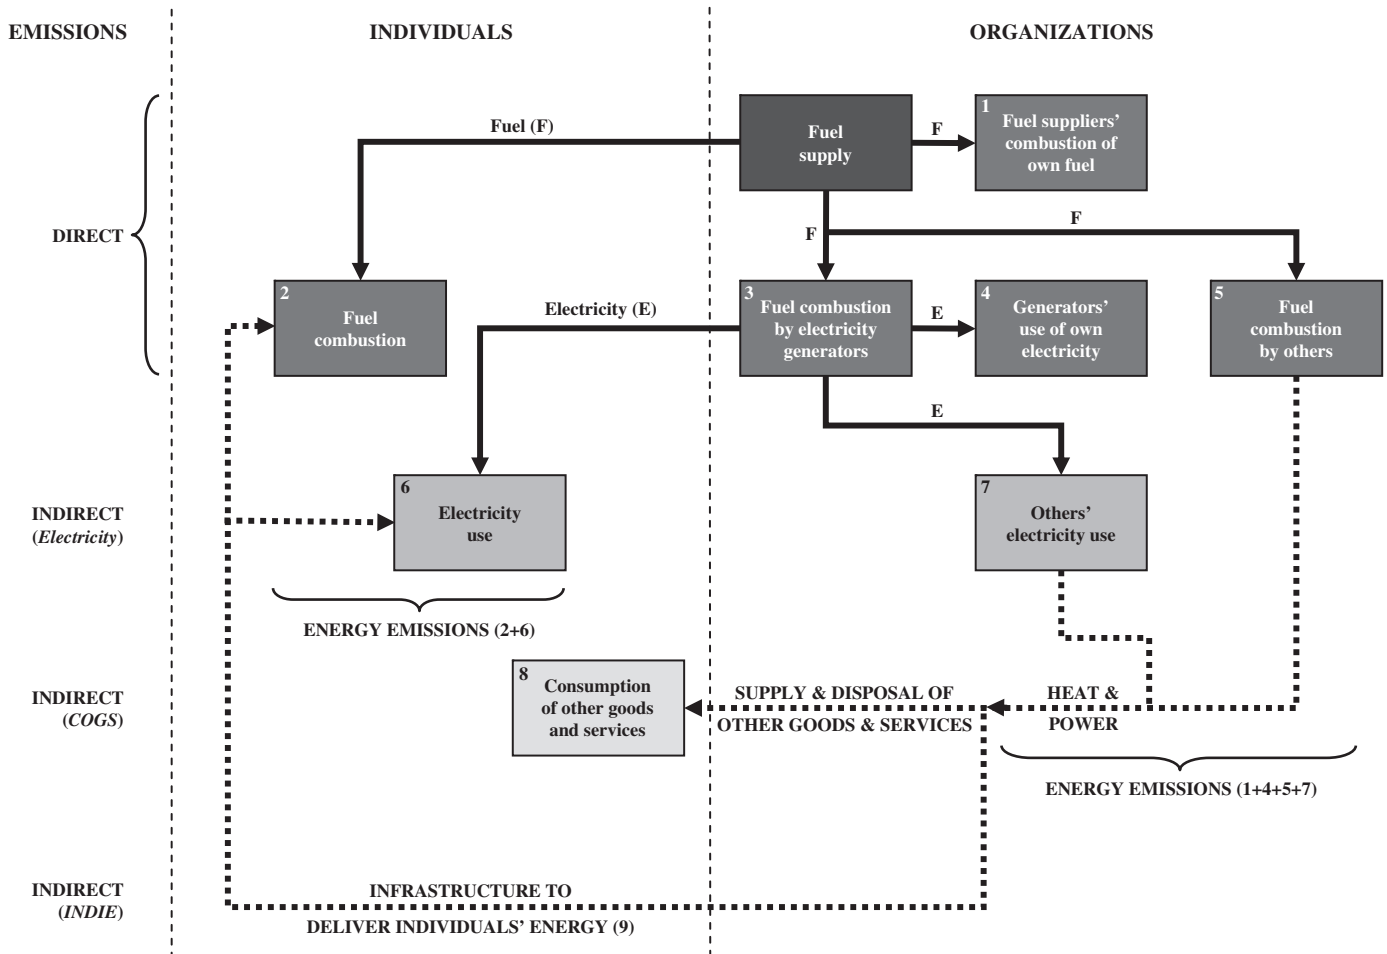 EMISSIONS
INDIVIDUALS
ORGANIZATIONS
Fuel (F)
Fuel
supply
F
1
Fuel suppliers’
combustion of
own fuel
DIRECT
F
F
2
Fuel
combustion
Electricity (E)
3
Fuel combustion
by electricity
generators
E
4
Generators’
use of own
electricity
5
Fuel
combustion
by others
E
INDIRECT
(Electricity)
6
Electricity
use
7
Others’
electricity use
ENERGY EMISSIONS (2+6)
INDIRECT
(COGS)
8
Consumption
of other goods
and services
SUPPLY & DISPOSAL OF
OTHER GOODS & SERVICES
HEAT &
POWER
ENERGY EMISSIONS (1+4+5+7)
INDIRECT
(INDIE)
INFRASTRUCTURE TO
DELIVER INDIVIDUALS’ ENERGY (9)